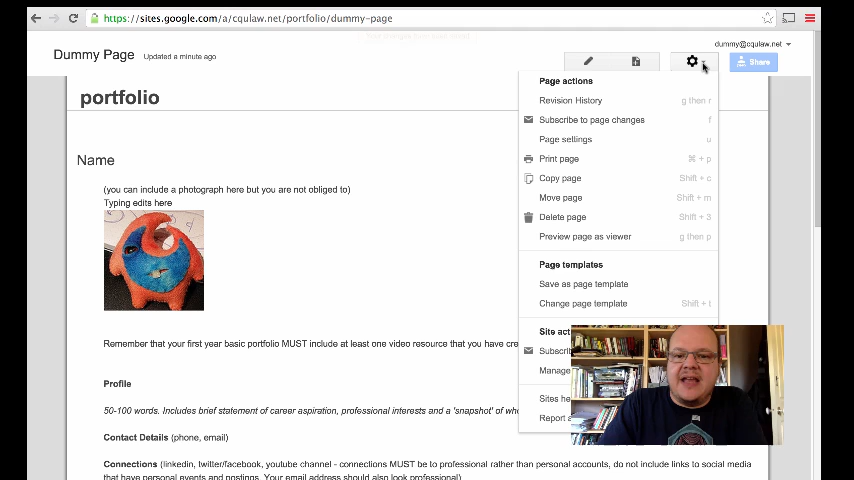 https://sites.google.com/a/cqulaw.net/portfolio/dummy-page
dummy@cqulaw.net
Dummy Page Updated a minute ago
Share
portfolio
Page actions
Revision History g then r
Subscribe to page changes f
Page settings u
Print page ⌘ + p
Copy page Shift + c
Move page Shift + m
Delete page Shift + 3
Preview page as viewer g then p
Page templates
Save as page template
Change page template Shift + t
Site
Manage
Report
Name
(you can include a photograph here but you are not obliged to)
Typing edits here
Remember that your first year basic portfolio MUST include at least one video resource that you have
Profile
50-100 words. Includes brief statement of career aspiration, professional interests and a 'snapshot' of
Contact Details (phone, email)
Connections (linkedin, twitter/facebook, youtube channel - connections MUST be to professional rather than personal accounts, do not include links to social media
that have personal events and postings. Your email address should also look professional)